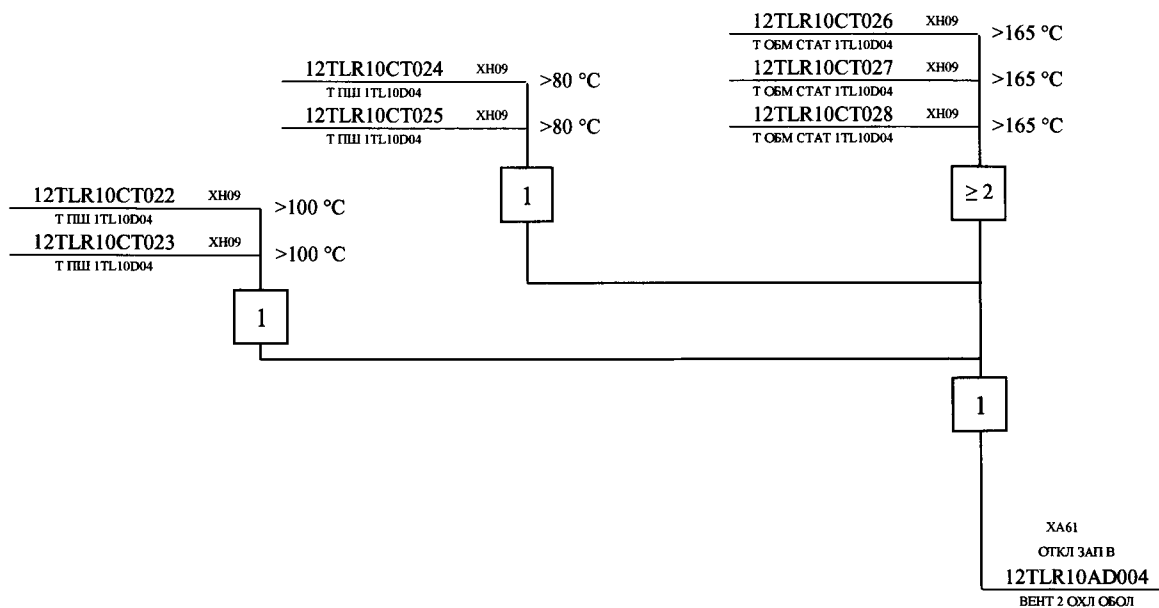 12TLR10CT026 XH09 >165 °C
Т ОБМ СТАТ 1TL10D04
12TLR10CT027 XH09 >165 °C
Т ОБМ СТАТ 1TL10D04
12TLR10CT028 XH09 >165 °C
Т ОБМ СТАТ 1TL10D04
12TLR10CT024 XH09 >80 °C
Т ПШ 1TL10D04
12TLR10CT025 XH09 >80 °C
Т ПШ 1TL10D04
1
≥ 2
12TLR10CT022 XH09 >100 °C
Т ПШ 1TL10D04
12TLR10CT023 XH09 >100 °C
Т ПШ 1TL10D04
1
1
XA61
ОТКЛ ЗАП В
12TLR10AD004
ВЕНТ 2 ОХЛ ОБОЛ